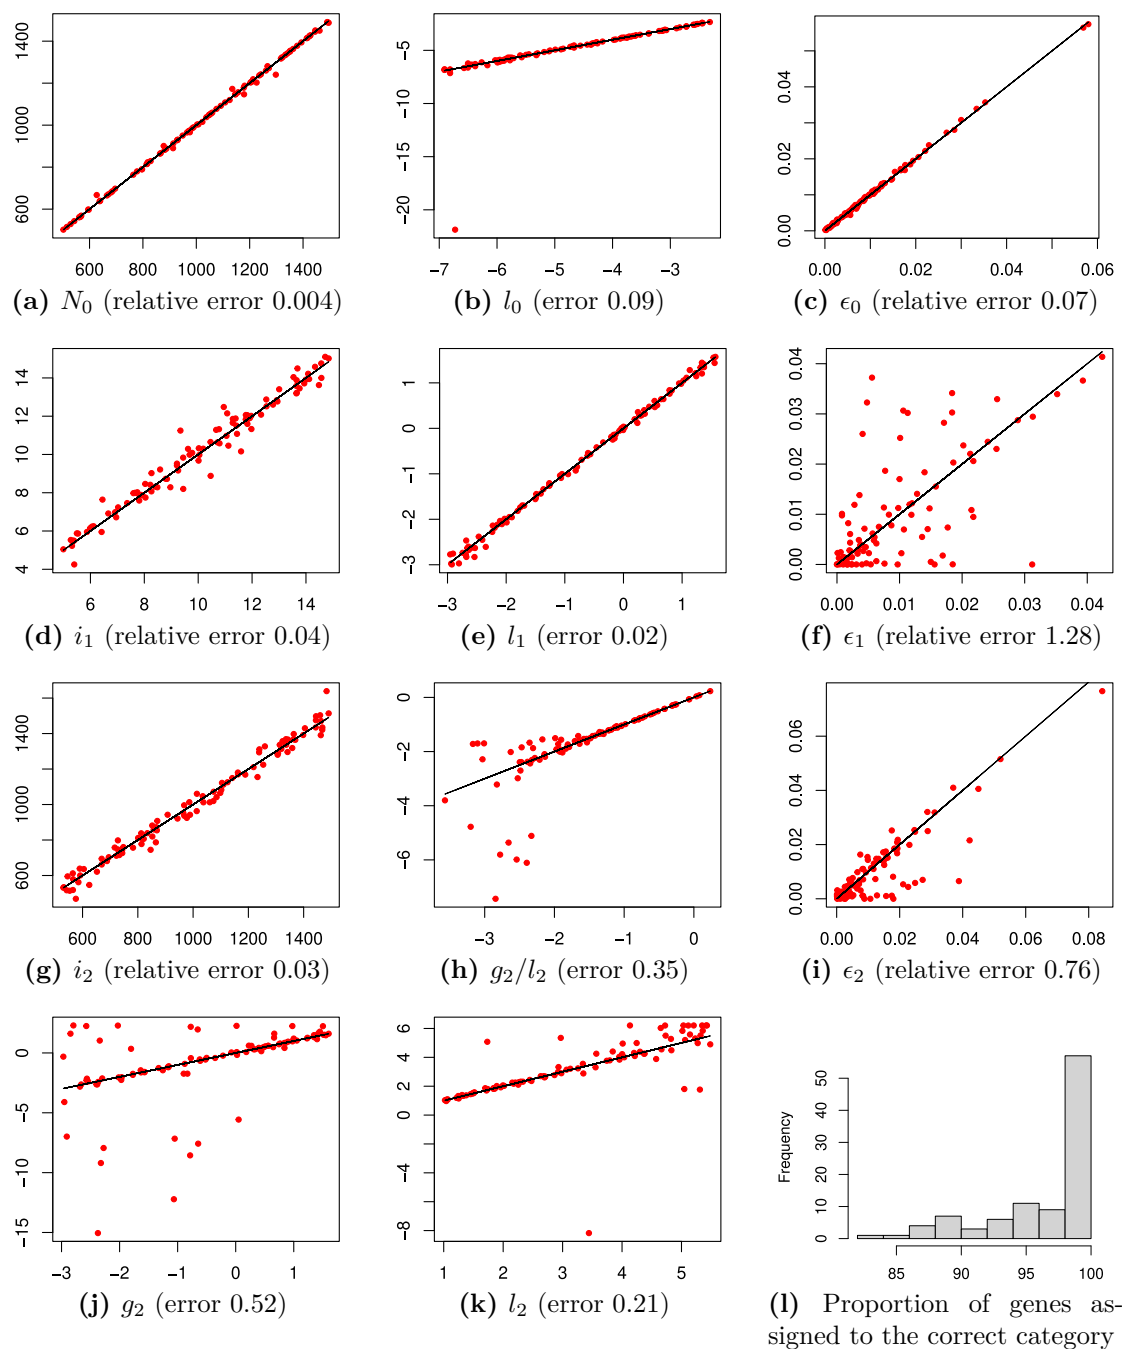 600 1000 1400
600 800 1000 1200 1400
(a) N₀ (relative error 0.004)
−20 −15 −10 −5
−7 −6 −5 −4 −3
(b) l₀ (error 0.09)
0.00 0.02 0.04
0.00 0.02 0.04 0.06
(c) ϵ₀ (relative error 0.07)
4 6 8 10 12 14
6 8 10 12 14
(d) i₁ (relative error 0.04)
−3 −2 −1 0 1
−3 −2 −1 0 1
(e) l₁ (error 0.02)
0.00 0.01 0.02 0.03 0.04
0.00 0.01 0.02 0.03 0.04
(f) ϵ₁ (relative error 1.28)
600 1000 1400
600 800 1000 1200 1400
(g) i₂ (relative error 0.03)
−6 −4 −2 0
−3 −2 −1 0
(h) g₂/l₂ (error 0.35)
0.00 0.02 0.04 0.06
0.00 0.02 0.04 0.06 0.08
(i) ϵ₂ (relative error 0.76)
−15 −10 −5 0
−3 −2 −1 0 1
(j) g₂ (error 0.52)
−8 −4 0 2 4 6
1 2 3 4 5
(k) l₂ (error 0.21)
Frequency
0 10 20 30 40 50
85 90 95 100
(l) Proportion of genes as-
signed to the correct category